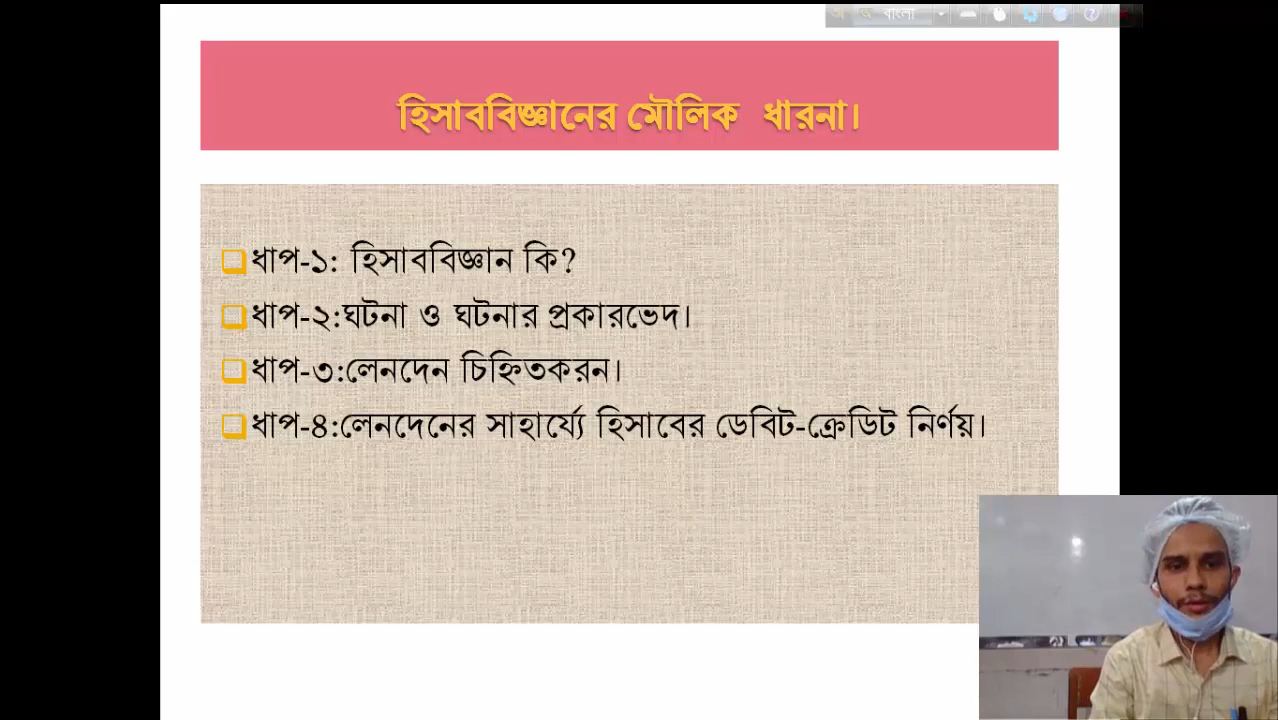 বাংলা
হিসাববিজ্ঞানের মৌলিক ধারনা।
ধাপ-১: হিসাববিজ্ঞান কি?
ধাপ-২:ঘটনা ও ঘটনার প্রকারভেদ।
ধাপ-৩:লেনদেন চিহ্নিতকরন।
ধাপ-৪:লেনদেনের সাহার্য্যে হিসাবের ডেবিট-ক্রেডিট নির্ণয়।